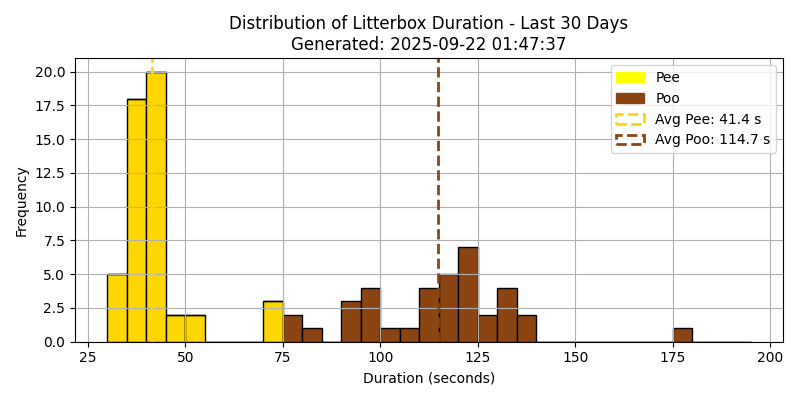 Distribution of Litterbox Duration - Last 30 Days
Generated: 2025-09-22 01:47:37
Pee
Poo
Avg Pee: 41.4 s
Avg Poo: 114.7 s
Frequency
20.0
17.5
15.0
12.5
10.0
7.5
5.0
2.5
0.0
25 50 75 100 125 150 175 200
Duration (seconds)